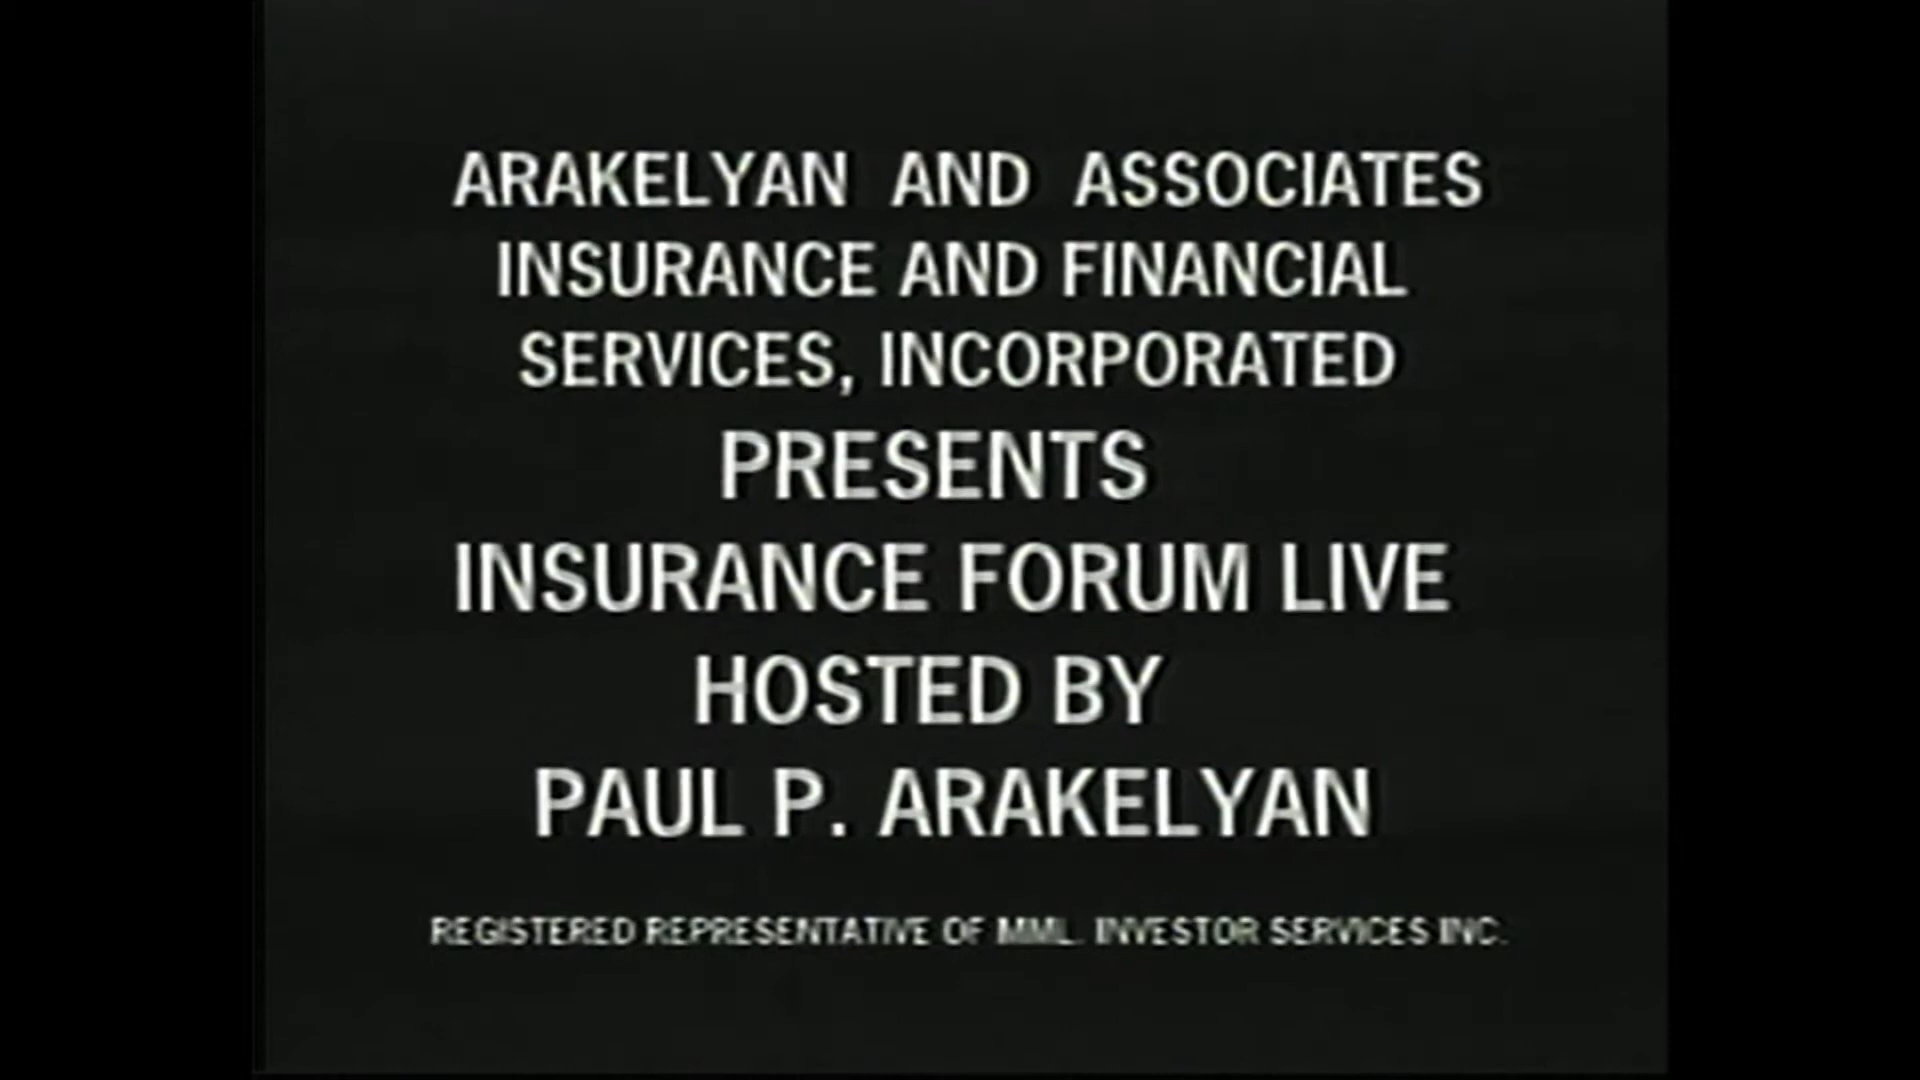 ARAKELYAN AND ASSOCIATES
INSURANCE AND FINANCIAL
SERVICES, INCORPORATED
PRESENTS
INSURANCE FORUM LIVE
HOSTED BY
PAUL P. ARAKELYAN
REGISTERED REPRESENTATIVE OF MML. INVESTOR SERVICES INC.